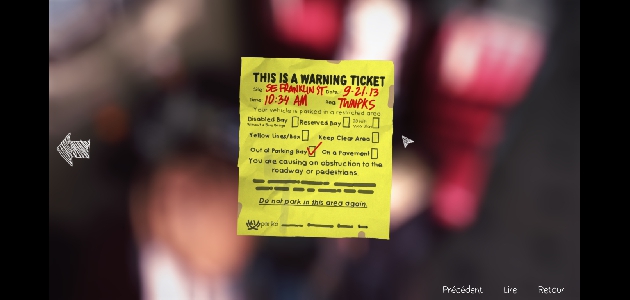 THIS IS A WARNING TICKET
City SE FRANKLIN ST Date: 9-21-13
Time 10:34 AM Reg. TWNPKS
Your vehicle is parked in a restricted area
Disabled Bay Reserved Bay
Yellow Lines/Box Keep Clear Area
Out of Parking Bay On a Pavement
You are causing an obstruction to the
roadway or pedestrians.
Do not park in this area again.
Précédent Lire Retour